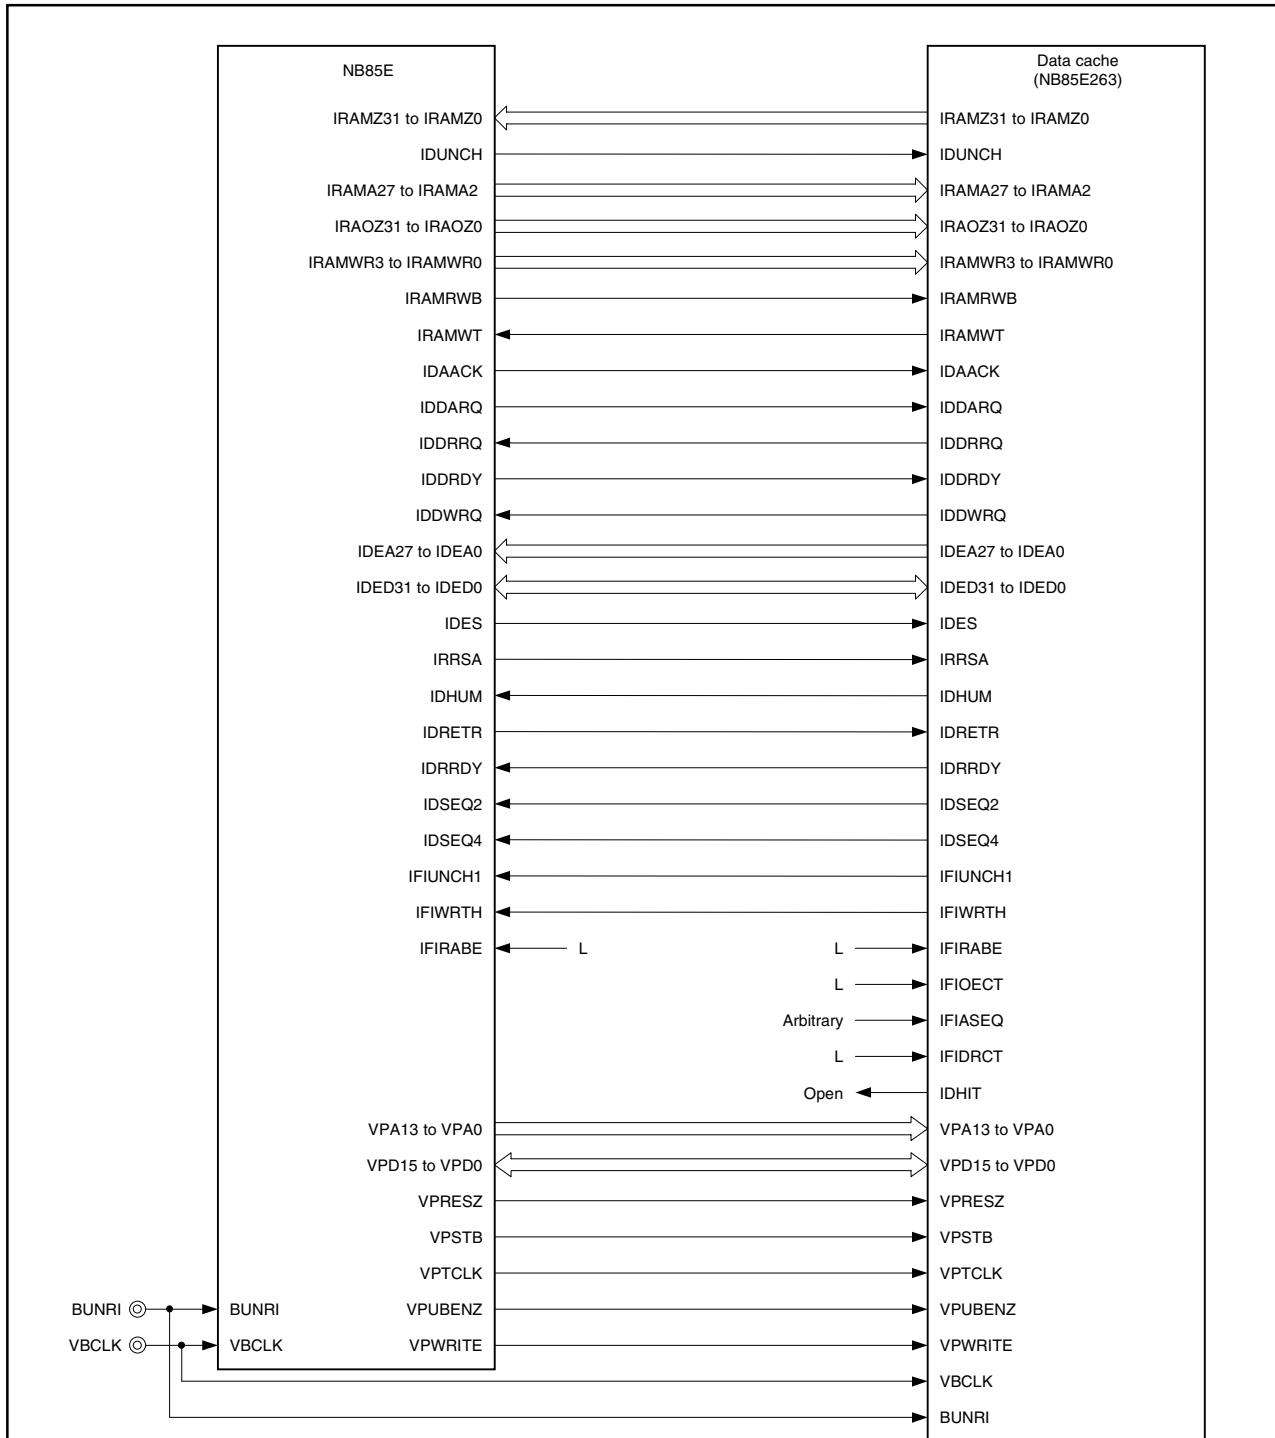 NB85E
Data cache
(NB85E263)
IRAMZ31 to IRAMZ0 IRAMZ31 to IRAMZ0
IDUNCH IDUNCH
IRAMA27 to IRAMA2 IRAMA27 to IRAMA2
IRAOZ31 to IRAOZ0 IRAOZ31 to IRAOZ0
IRAMWR3 to IRAMWR0 IRAMWR3 to IRAMWR0
IRAMRWB IRAMRWB
IRAMWT IRAMWT
IDAACK IDAACK
IDDARQ IDDARQ
IDDRRQ IDDRRQ
IDDRDY IDDRDY
IDDWRQ IDDWRQ
IDEA27 to IDEA0 IDEA27 to IDEA0
IDED31 to IDED0 IDED31 to IDED0
IDES IDES
IRRSA IRRSA
IDHUM IDHUM
IDRETR IDRETR
IDRRDY IDRRDY
IDSEQ2 IDSEQ2
IDSEQ4 IDSEQ4
IFIUNCH1 IFIUNCH1
IFIWRTH IFIWRTH
IFIRABE L L IFIRABE
L IFIOECT
Arbitrary IFIASEQ
L IFIDRCT
Open IDHIT
VPA13 to VPA0 VPA13 to VPA0
VPD15 to VPD0 VPD15 to VPD0
VPRESZ VPRESZ
VPSTB VPSTB
VPTCLK VPTCLK
BUNRI BUNRI VPUBENZ VPUBENZ
VBCLK VBCLK VPWRITE VPWRITE
VBCLK
BUNRI